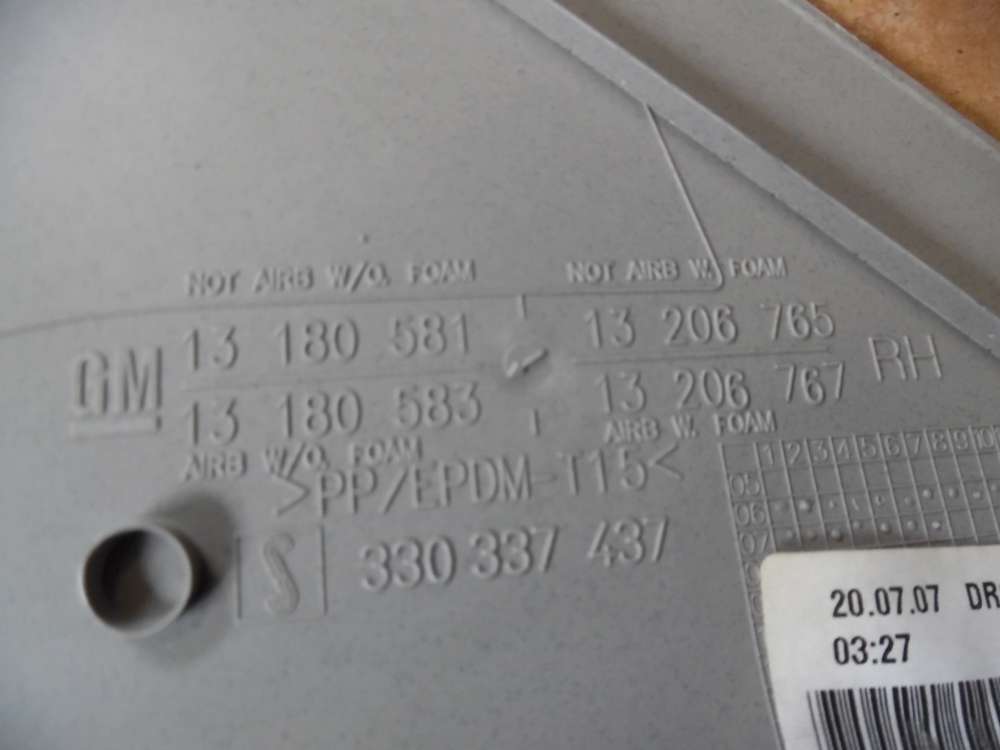 NOT AIRB W/O. FOAM NOT AIRB W. FOAM
GM 13 180 581 13 206 765 RH
13 180 583 13 206 767
AIRB W/O. FOAM AIRB W. FOAM
>PP/EPDM-T15<
S 330 337 437
1 2 3 4 5 6 7 8 9 10
05
06
07
20.07.07 DR
03:27